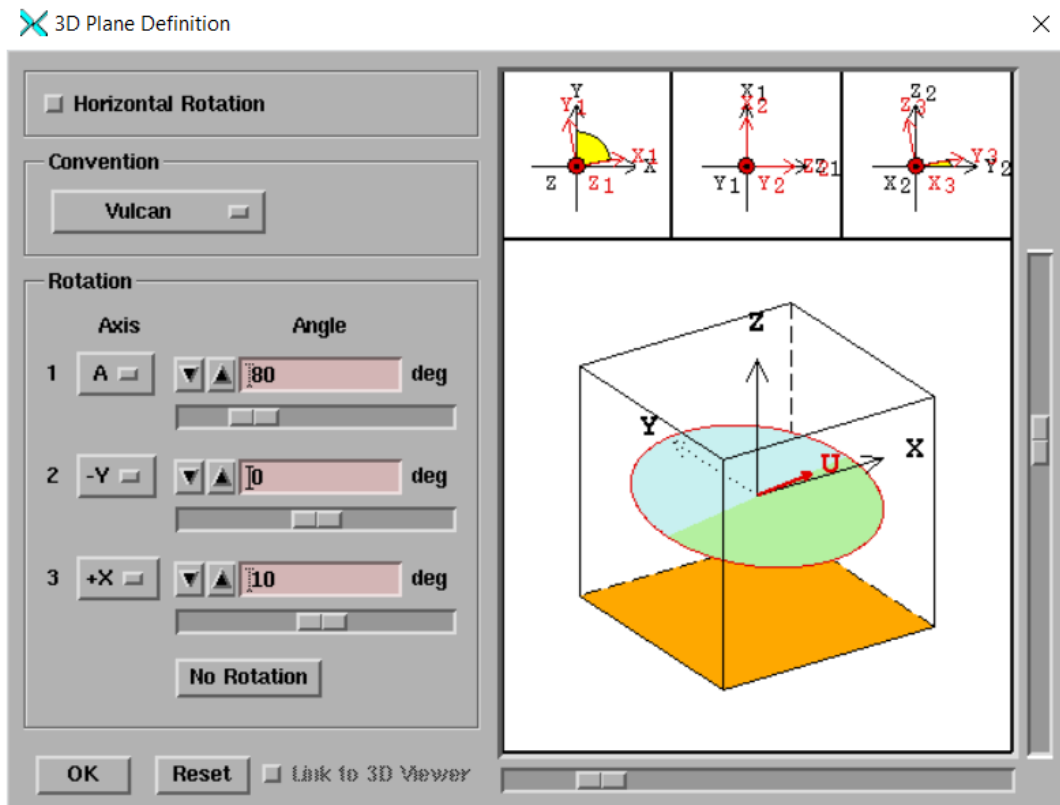 3D Plane Definition
Horizontal Rotation
Convention
Vulcan
Rotation
Axis Angle
1 A 80 deg
2 -Y 0 deg
3 +X 10 deg
No Rotation
OK Reset Link to 3D Viewer
Y
Y1
X1
X
Z Z1
X1
X2
Z1
Z2
Y1 Y2
Z2
Z3
Y3
Y2
X2 X3
Z
Y
X
U